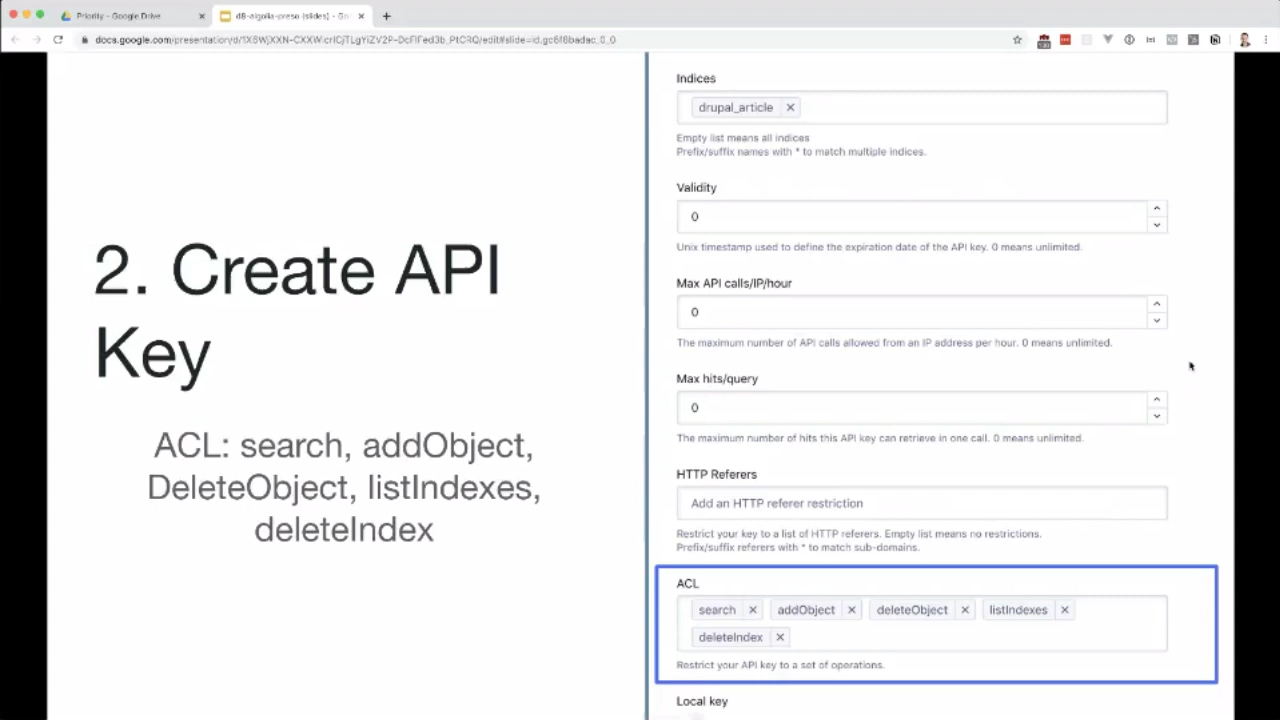 Priority - Google Drive
d8-algolia-preso (slides) - Go
2. Create API
Key
ACL: search, addObject,
DeleteObject, listIndexes,
deleteIndex
Indices
drupal_article
Empty list means all indices
Prefix/suffix names with * to match multiple indices.
Validity
0
Unix timestamp used to define the expiration date of the API key. 0 means unlimited.
Max API calls/IP/hour
0
The maximum number of API calls allowed from an IP address per hour. 0 means unlimited.
Max hits/query
0
The maximum number of hits this API key can retrieve in one call. 0 means unlimited.
HTTP Referers
Add an HTTP referer restriction
Restrict your key to a list of HTTP referers. Empty list means no restrictions.
Prefix/suffix referers with * to match sub-domains.
ACL
search addObject deleteObject listIndexes
deleteIndex
Restrict your API key to a set of operations.
Local key